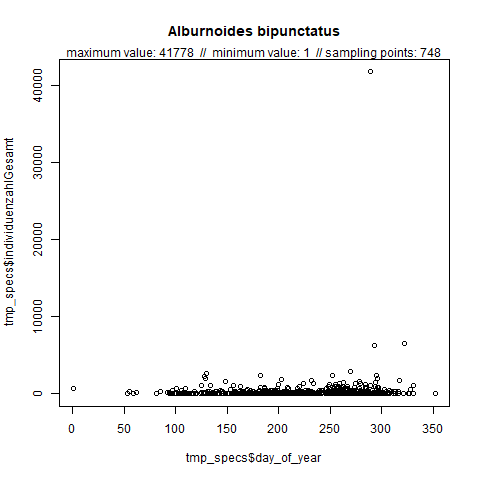 Alburnoides bipunctatus
maximum value: 41778 // minimum value: 1 // sampling points: 748
tmp_specs$individuenzahlGesamt
40000
30000
20000
10000
0
0 50 100 150 200 250 300 350
tmp_specs$day_of_year